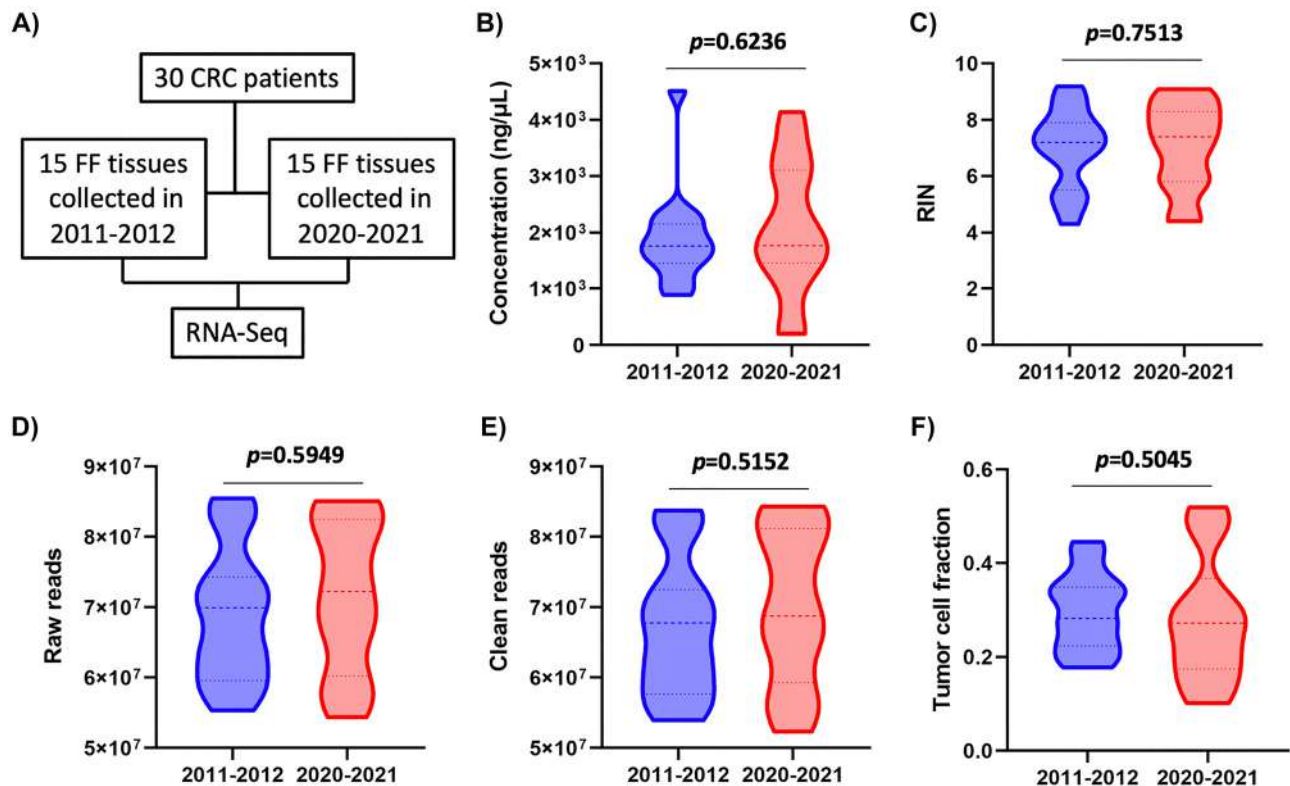 A)
30 CRC patients
15 FF tissues
collected in
2011-2012
15 FF tissues
collected in
2020-2021
RNA-Seq
B)
p=0.6236
Concentration (ng/µL)
5×10³
4×10³
3×10³
2×10³
1×10³
0
2011-2012
2020-2021
C)
p=0.7513
RIN
10
8
6
4
2
0
2011-2012
2020-2021
D)
p=0.5949
Raw reads
9×10⁷
8×10⁷
7×10⁷
6×10⁷
5×10⁷
2011-2012
2020-2021
E)
p=0.5152
Clean reads
9×10⁷
8×10⁷
7×10⁷
6×10⁷
5×10⁷
2011-2012
2020-2021
F)
p=0.5045
Tumor cell fraction
0.6
0.4
0.2
0.0
2011-2012
2020-2021